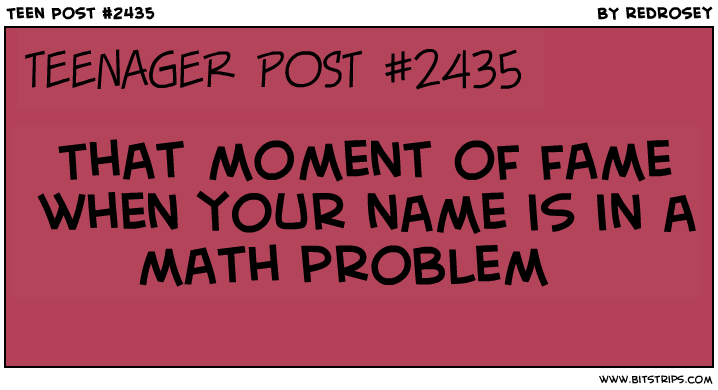 TEEN POST #2435
BY REDROSEY
TEENAGER POST #2435
THAT MOMENT OF FAME
WHEN YOUR NAME IS IN A
MATH PROBLEM
WWW.BITSTRIPS.COM